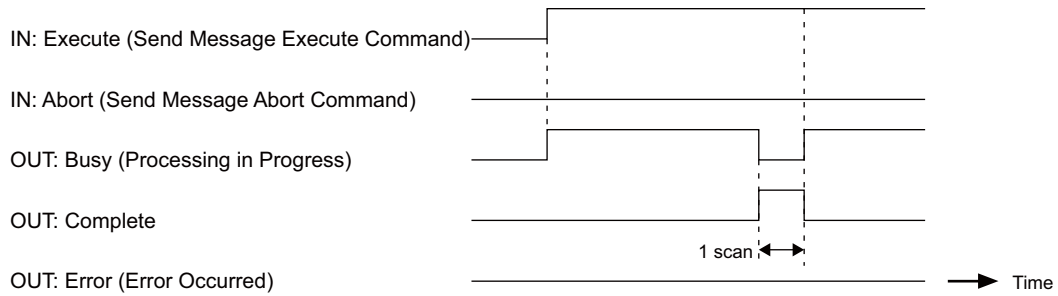 IN: Execute (Send Message Execute Command)
IN: Abort (Send Message Abort Command)
OUT: Busy (Processing in Progress)
OUT: Complete
1 scan
OUT: Error (Error Occurred)
Time